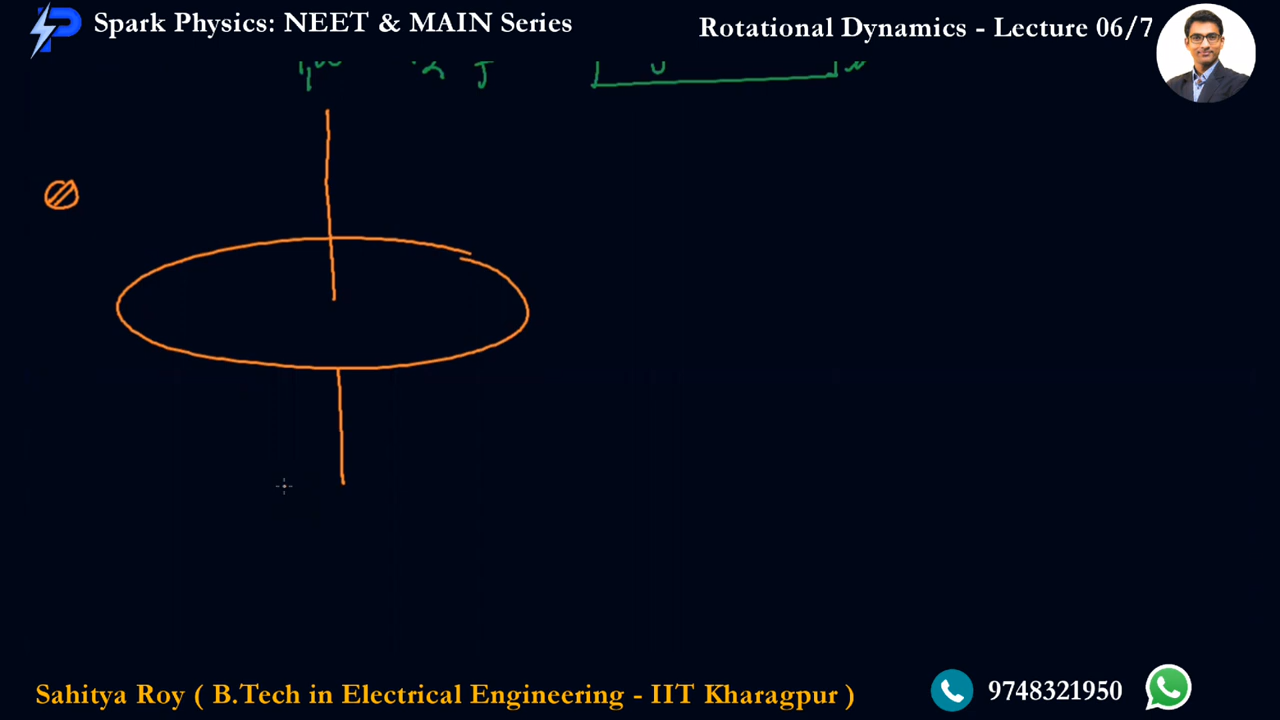 Spark Physics: NEET & MAIN Series
Rotational Dynamics - Lecture 06/7
Sahitya Roy ( B.Tech in Electrical Engineering - IIT Kharagpur )
9748321950